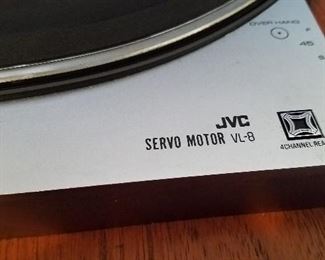 OVER HANG
45
JVC
SERVO MOTOR VL-8
4CHANNEL REA